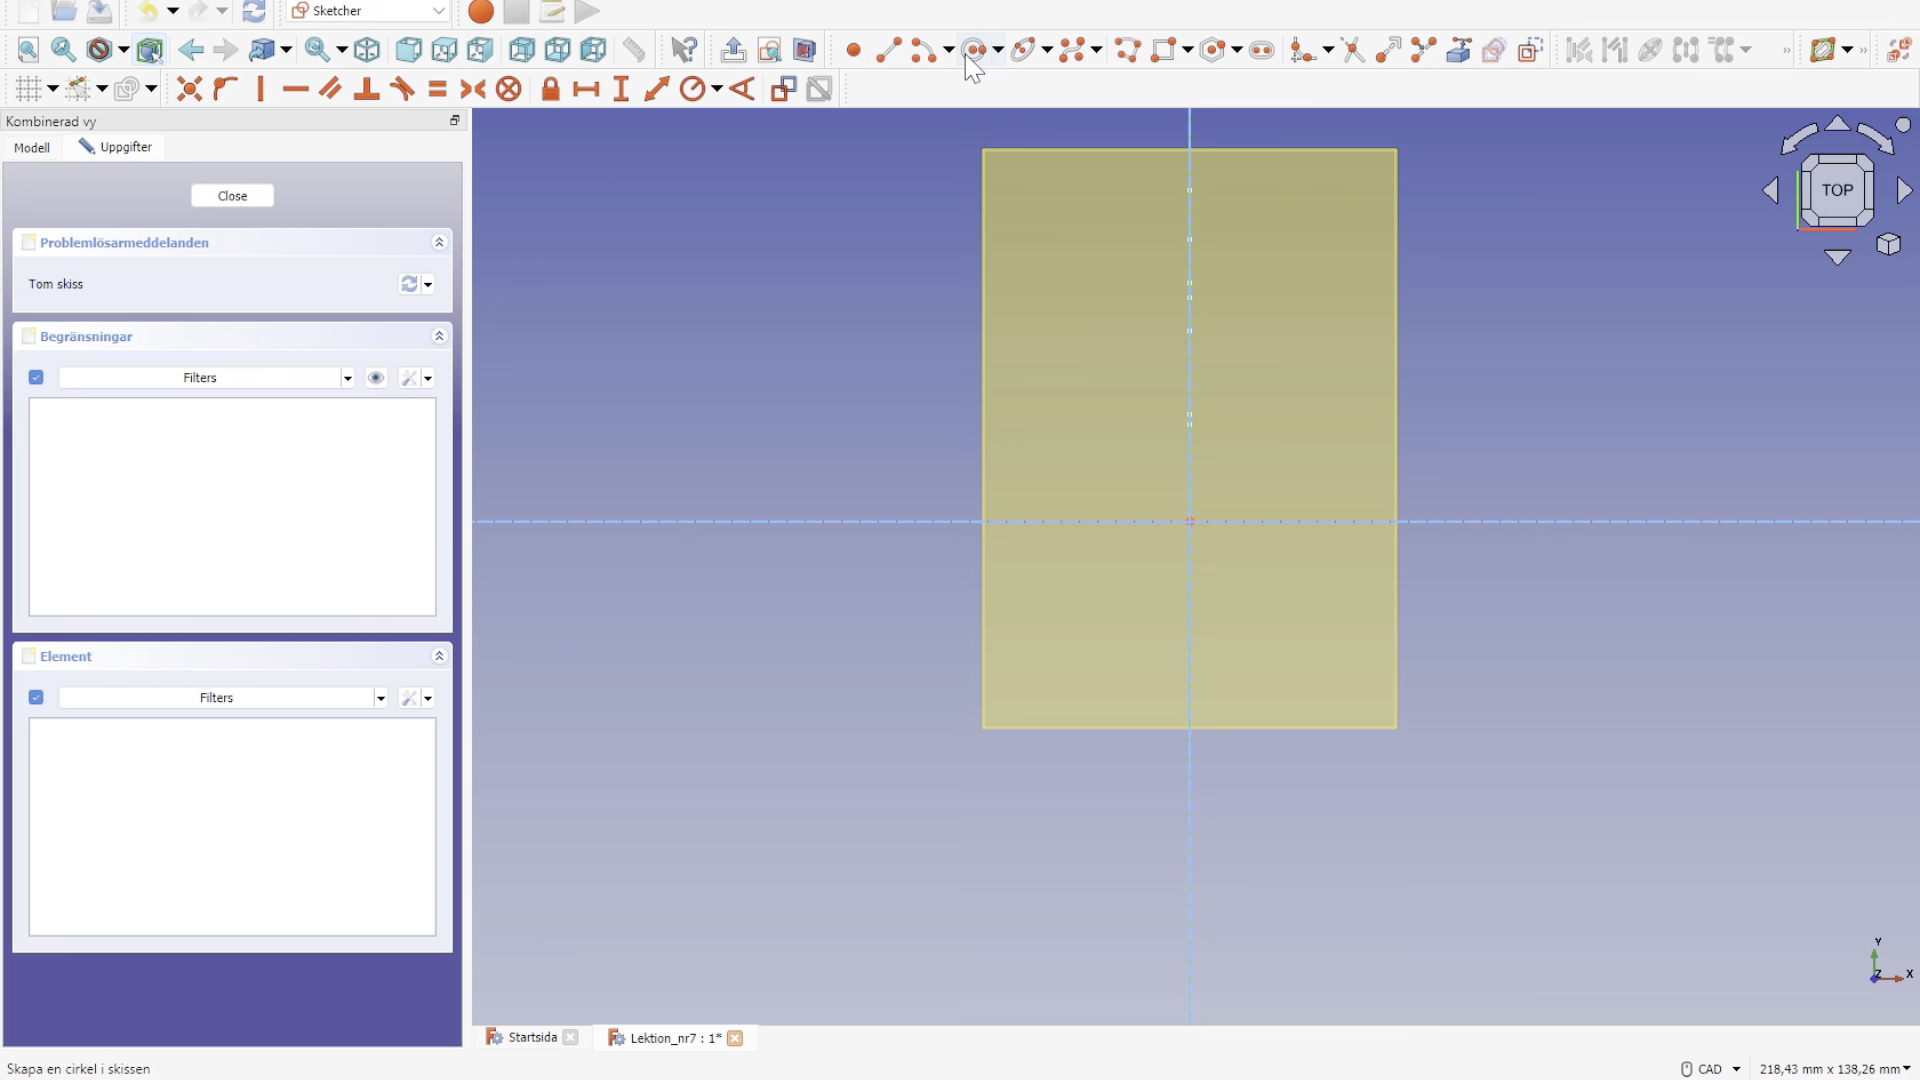 Sketcher
Kombinerad vy
Modell
Uppgifter
Close
Problemlösarmeddelanden
Tom skiss
Begränsningar
Filters
Element
Filters
TOP
Y
Z
X
Startsida
Lektion_nr7 : 1*
Skapa en cirkel i skissen
CAD
218,43 mm x 138,26 mm